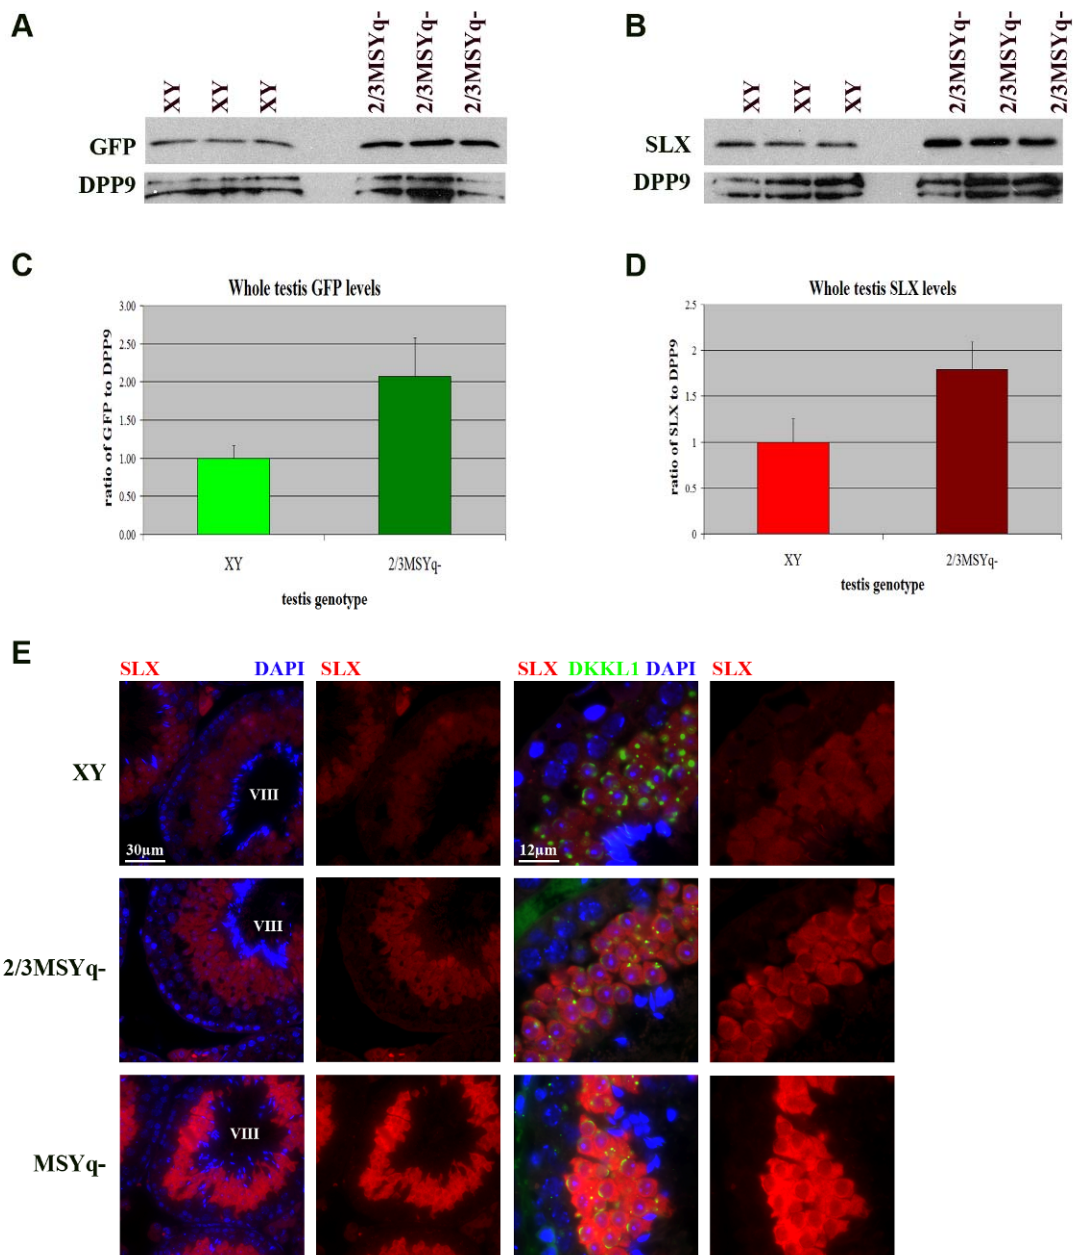 A
XY
XY
XY
2/3MSYq-
2/3MSYq-
2/3MSYq-
GFP
DPP9
B
XY
XY
XY
2/3MSYq-
2/3MSYq-
2/3MSYq-
SLX
DPP9
C
Whole testis GFP levels
ratio of GFP to DPP9
3.00
2.50
2.00
1.50
1.00
0.50
0.00
XY
2/3MSYq-
testis genotype
D
Whole testis SLX levels
ratio of SLX to DPP9
2.5
2
1.5
1
0.5
0
XY
2/3MSYq-
testis genotype
E
SLX DAPI
SLX
SLX DKKL1 DAPI
SLX
XY
VIII
30µm
12µm
2/3MSYq-
VIII
MSYq-
VIII